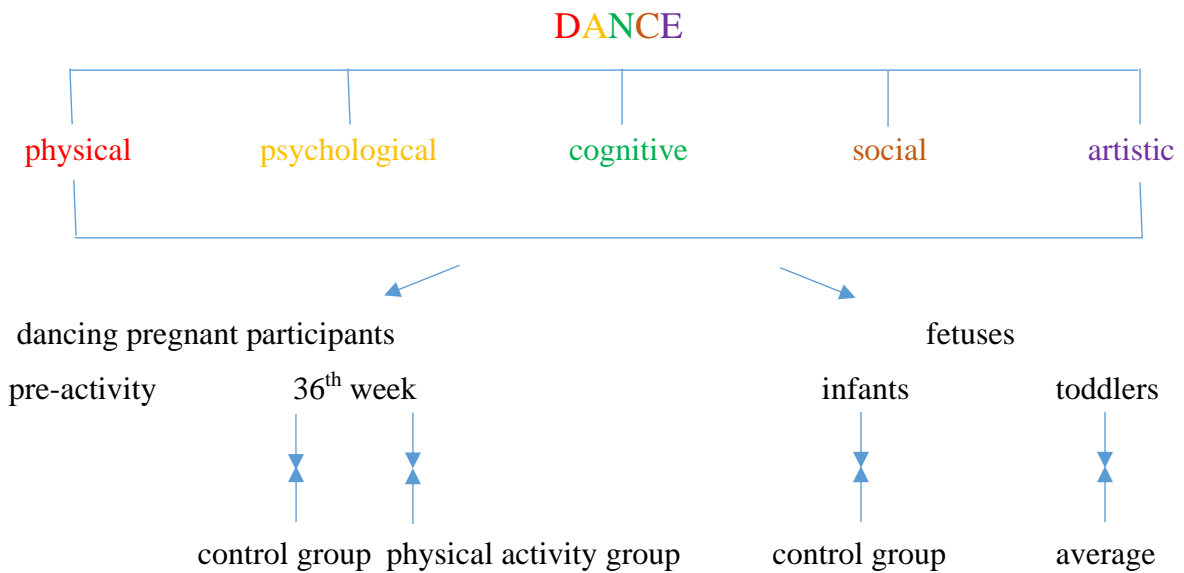 DANCE
physical psychological cognitive social artistic
dancing pregnant participants fetuses
pre-activity 36th week infants toddlers
control group physical activity group control group average